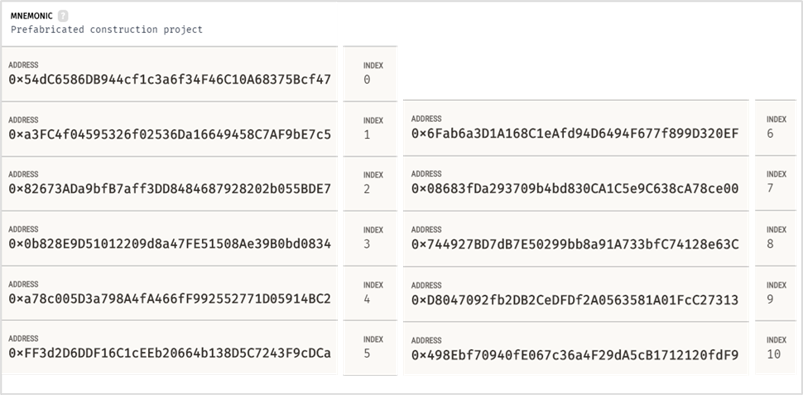 MNEMONIC ?
Prefabricated construction project
ADDRESS INDEX
0×54dC6586DB944cf1c3a6f34F46C10A68375Bcf47 0
ADDRESS INDEX
0×a3FC4f04595326f02536Da16649458C7AF9bE7c5 1
ADDRESS INDEX
0×82673ADa9bfB7aff3DD8484687928202b055BDE7 2
ADDRESS INDEX
0×0b828E9D51012209d8a47FE51508Ae39B0bd0834 3
ADDRESS INDEX
0×a78c005D3a798A4fA466fF992552771D05914BC2 4
ADDRESS INDEX
0×FF3d2D6DDF16C1cEEb20664b138D5C7243F9cDCa 5
ADDRESS INDEX
0×6Fab6a3D1A168C1eAfd94D6494F677f899D320EF 6
ADDRESS INDEX
0×08683fDa293709b4bd830CA1C5e9C638cA78ce00 7
ADDRESS INDEX
0×744927BD7dB7E50299bb8a91A733bfC74128e63C 8
ADDRESS INDEX
0×D8047092fb2DB2CeDFDf2A0563581A01FcC27313 9
ADDRESS INDEX
0×498Ebf70940fE067c36a4F29dA5cB1712120fdF9 10